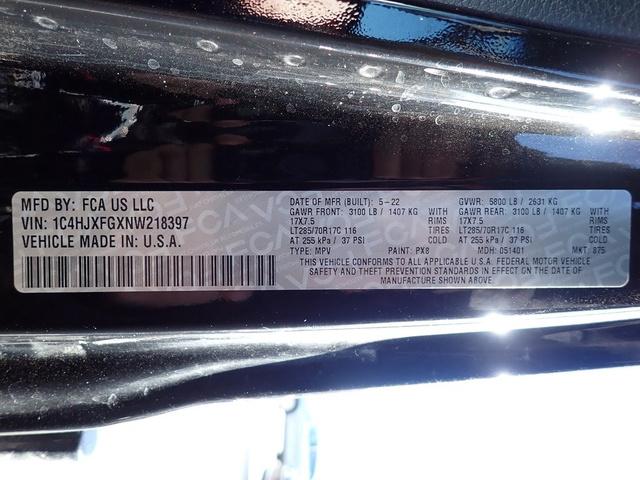 MFD BY: FCA US LLC
VIN: 1C4HJXFGXNW218397
VEHICLE MADE IN: U.S.A.
DATE OF MFR (BUILT): 5-22 GVWR: 5800 LB / 2631 KG
GAWR FRONT: 3100 LB / 1407 KG WITH GAWR REAR: 3100 LB / 1407 KG WITH
17X7.5 RIMS 17X7.5 RIMS
LT285/70R17C 116 TIRES LT285/70R17C 116 TIRES
AT 255 kPa / 37 PSI COLD AT 255 kPa / 37 PSI COLD
TYPE: MPV PAINT: PX8 MDH: 051401 MKT: 875
THIS VEHICLE CONFORMS TO ALL APPLICABLE U.S.A. FEDERAL MOTOR VEHICLE
SAFETY AND THEFT PREVENTION STANDARDS IN EFFECT ON THE DATE OF
MANUFACTURE SHOWN ABOVE.